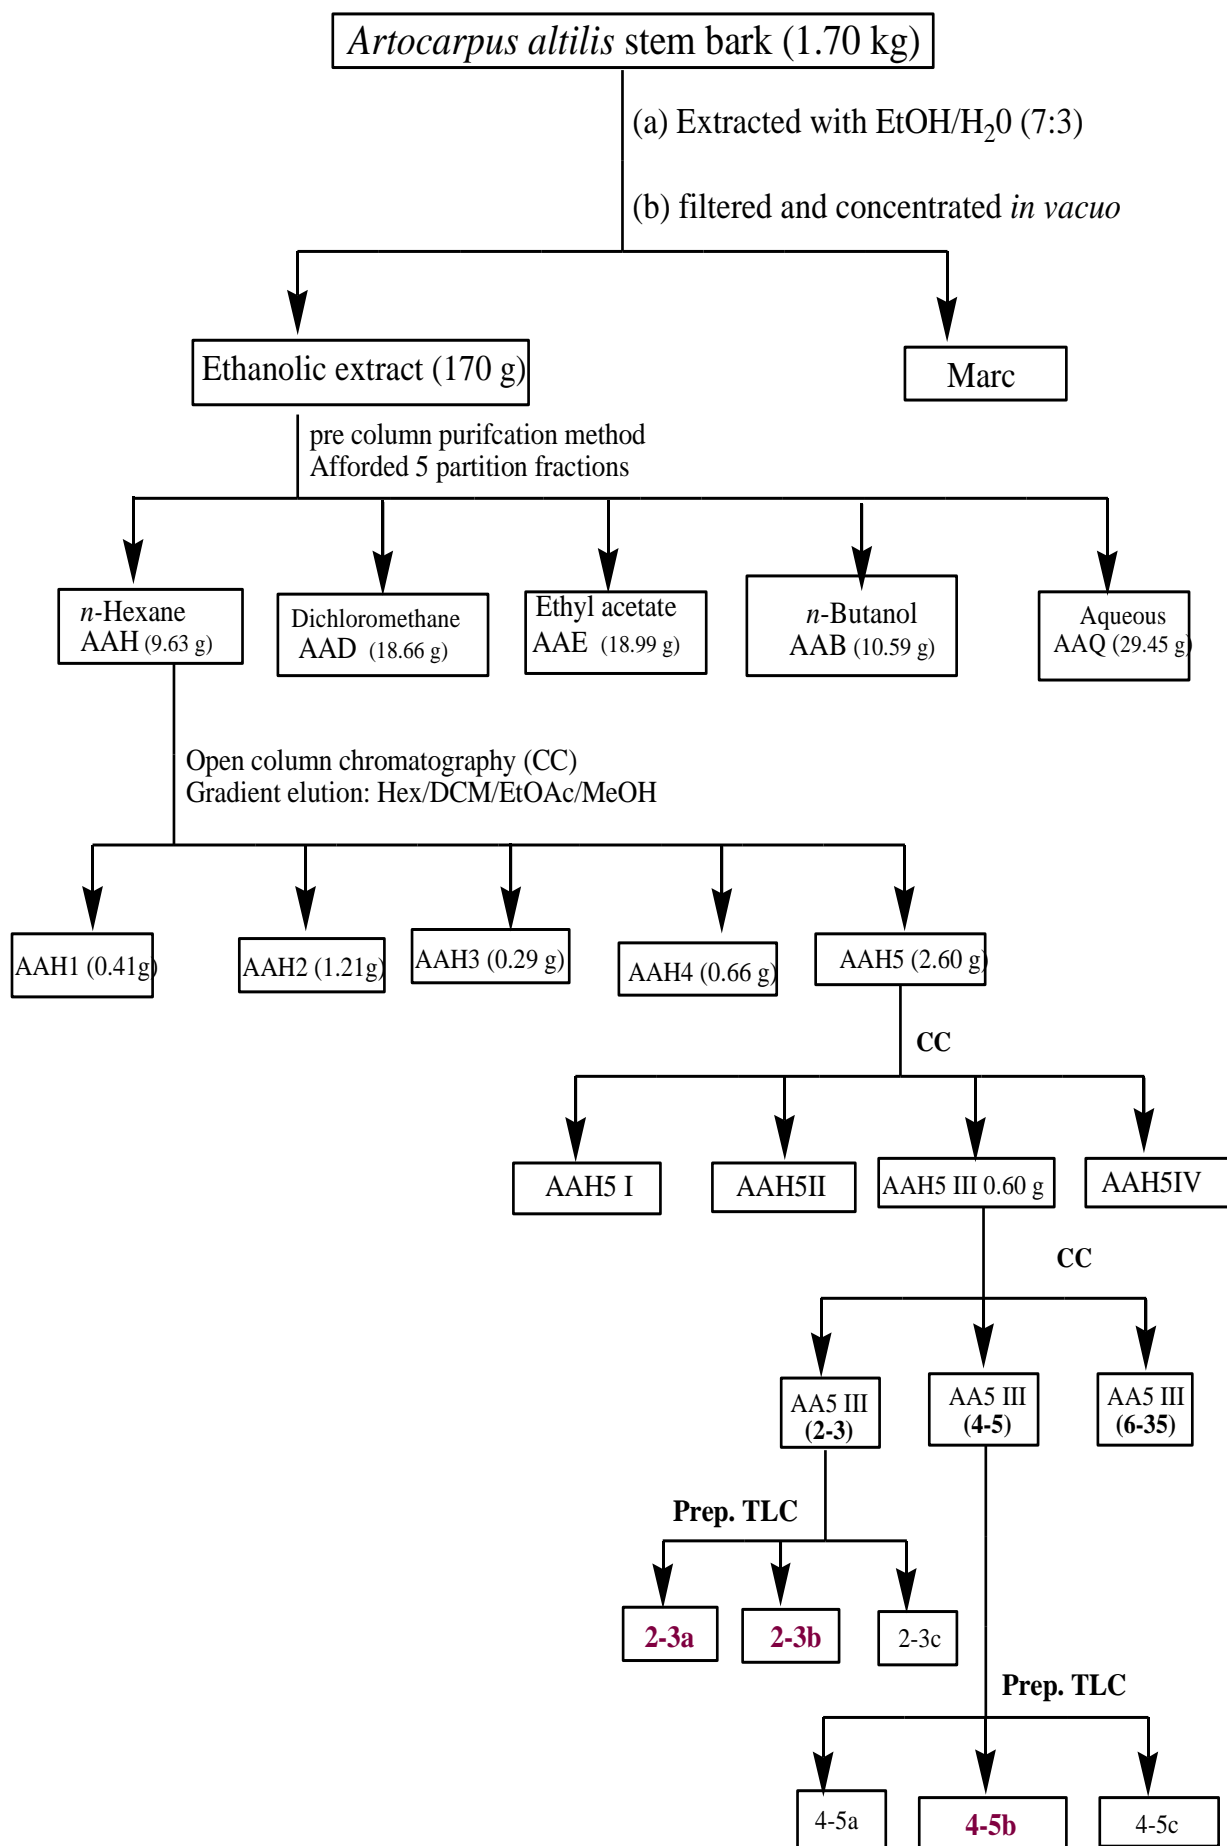 Artocarpus altilis stem bark (1.70 kg)
(a) Extracted with EtOH/H₂0 (7:3)
(b) filtered and concentrated in vacuo
Ethanolic extract (170 g)
Marc
pre column purifcation method
Afforded 5 partition fractions
n-Hexane
AAH (9.63 g)
Dichloromethane
AAD (18.66 g)
Ethyl acetate
AAE (18.99 g)
n-Butanol
AAB (10.59 g)
Aqueous
AAQ (29.45 g)
Open column chromatography (CC)
Gradient elution: Hex/DCM/EtOAc/MeOH
AAH1 (0.41g)
AAH2 (1.21g)
AAH3 (0.29 g)
AAH4 (0.66 g)
AAH5 (2.60 g)
CC
AAH5 I
AAH5II
AAH5 III 0.60 g
AAH5IV
CC
AA5 III
(2-3)
AA5 III
(4-5)
AA5 III
(6-35)
Prep. TLC
2-3a
2-3b
2-3c
Prep. TLC
4-5a
4-5b
4-5c